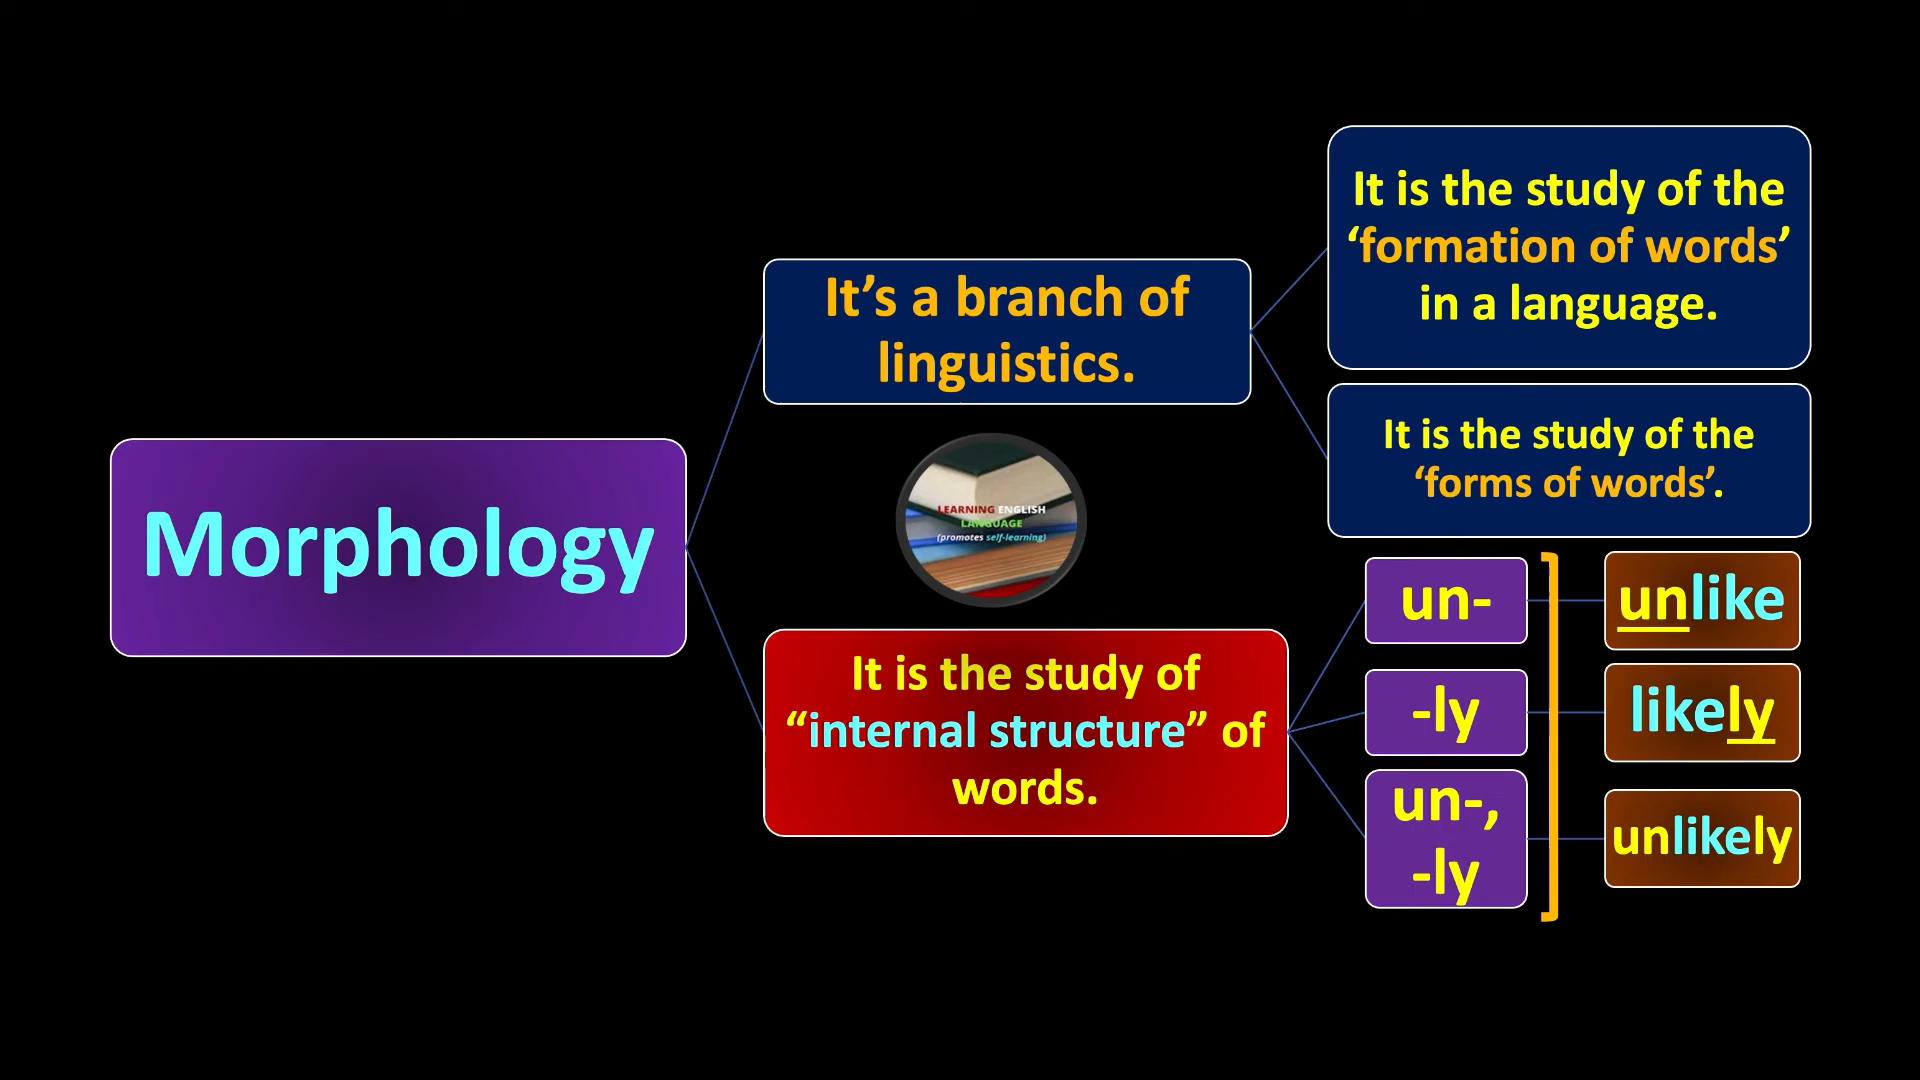 Morphology
It’s a branch of
linguistics.
It is the study of the
‘formation of words’
in a language.
It is the study of the
‘forms of words’.
LEARNING ENGLISH
LANGUAGE
(promotes self-learning)
It is the study of
“internal structure” of
words.
un-
unlike
-ly
likely
un-,
-ly
unlikely